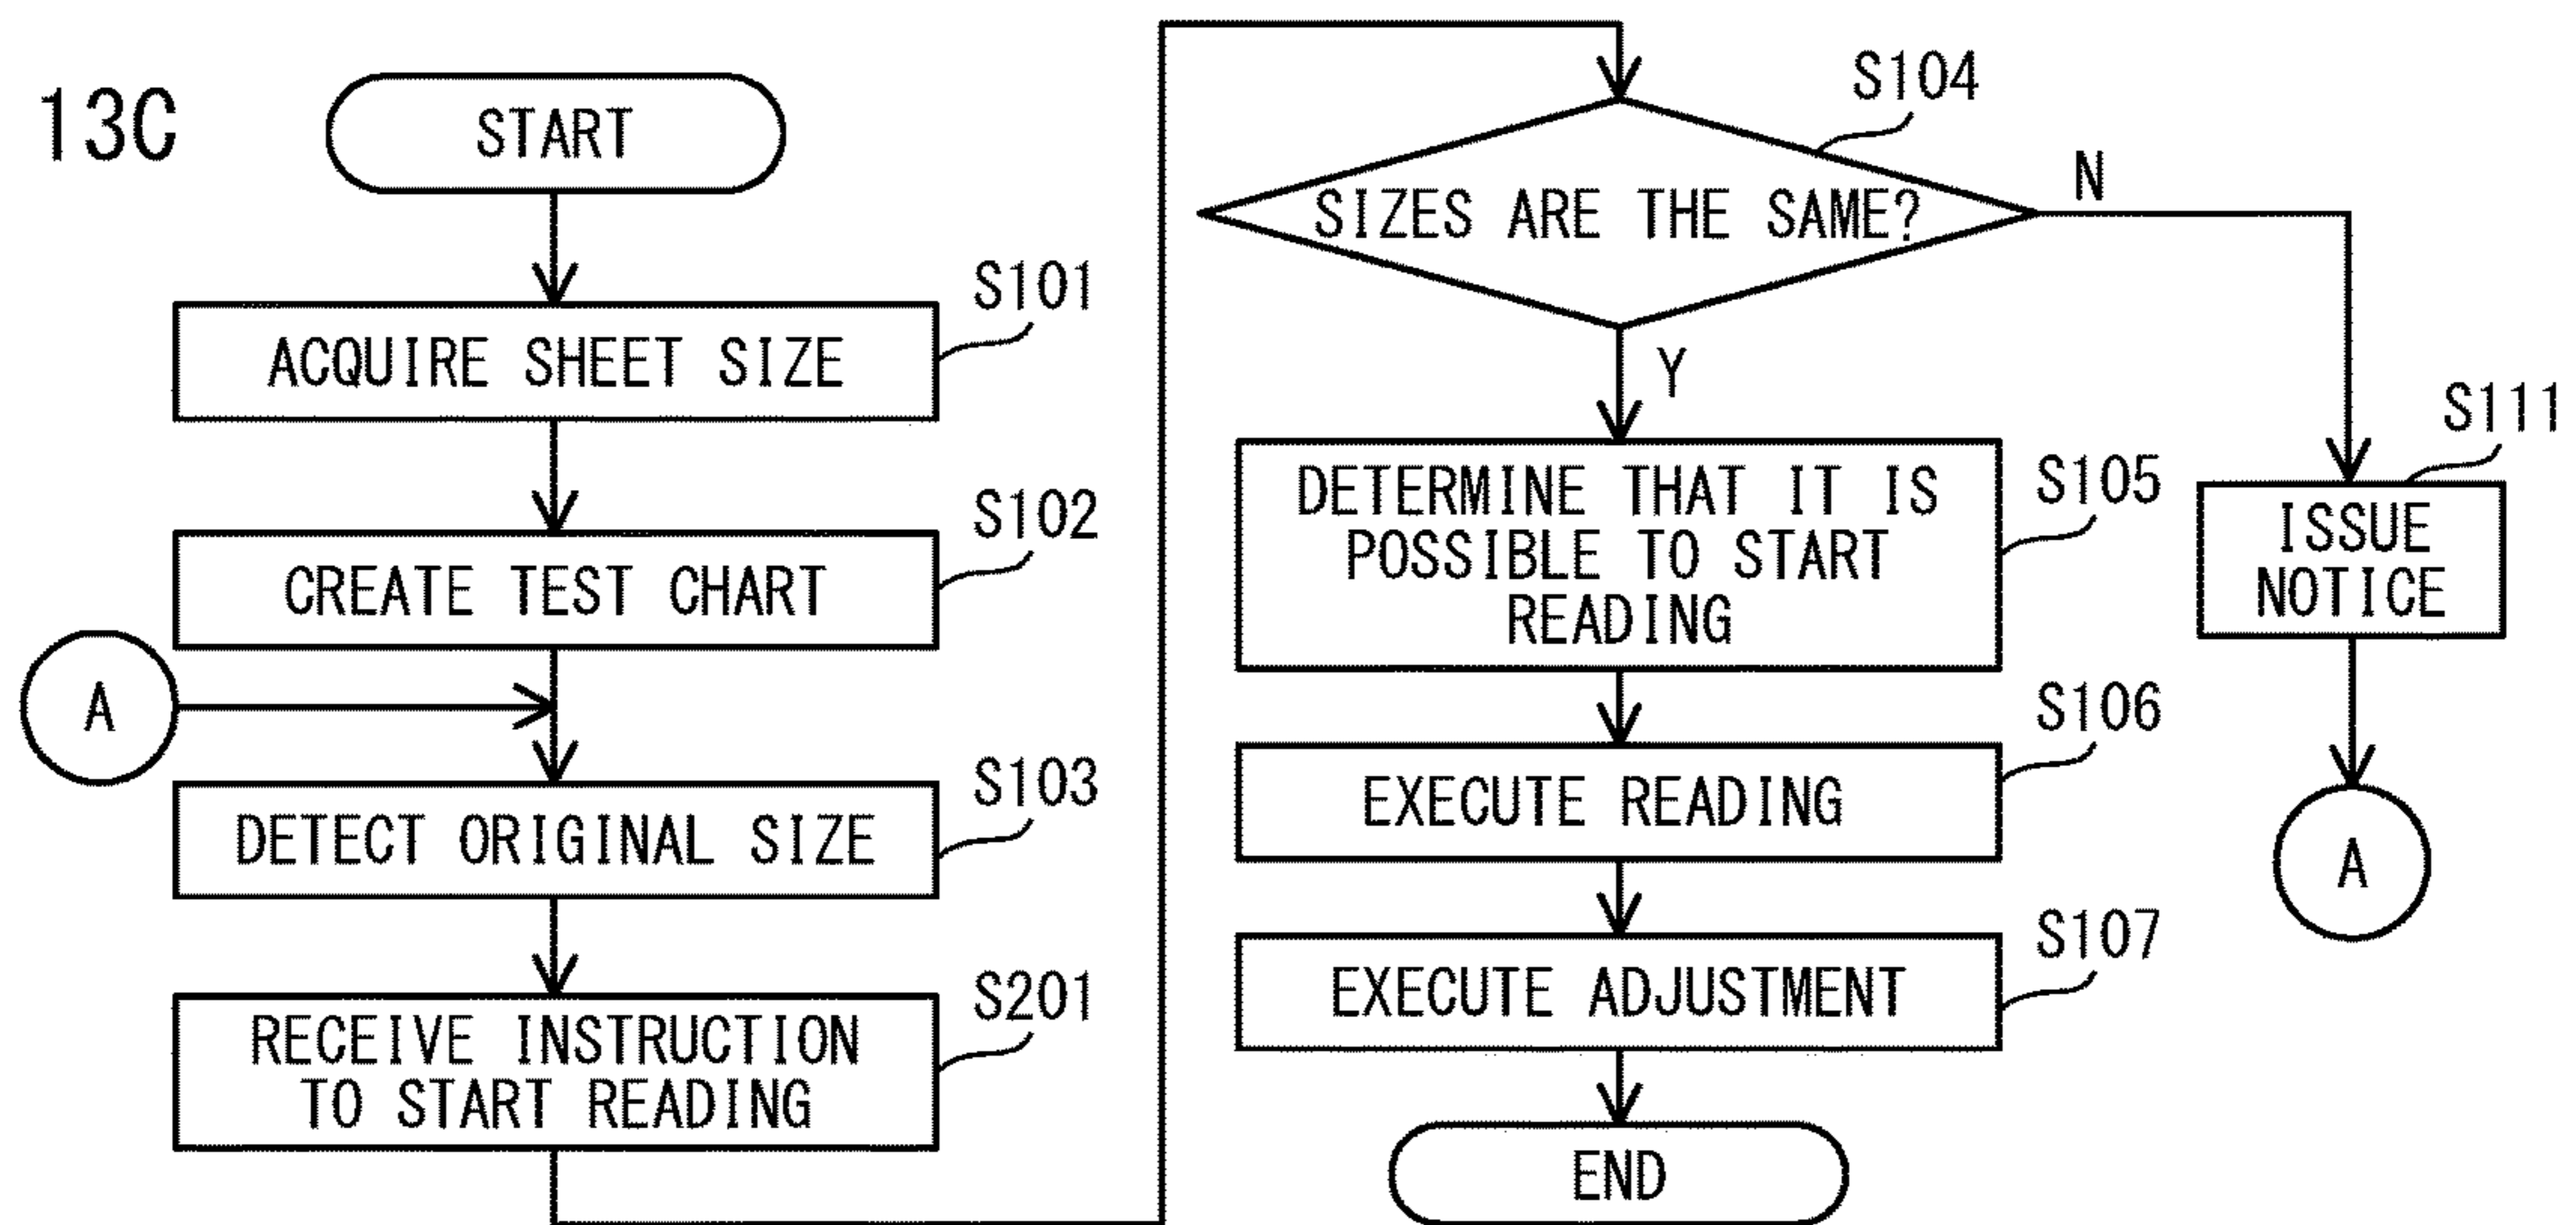 13C
START
S101
ACQUIRE SHEET SIZE
S102
CREATE TEST CHART
A
S103
DETECT ORIGINAL SIZE
S201
RECEIVE INSTRUCTION
TO START READING
S104
SIZES ARE THE SAME?
N
Y
S105
DETERMINE THAT IT IS
POSSIBLE TO START
READING
S106
EXECUTE READING
S107
EXECUTE ADJUSTMENT
END
S111
ISSUE
NOTICE
A